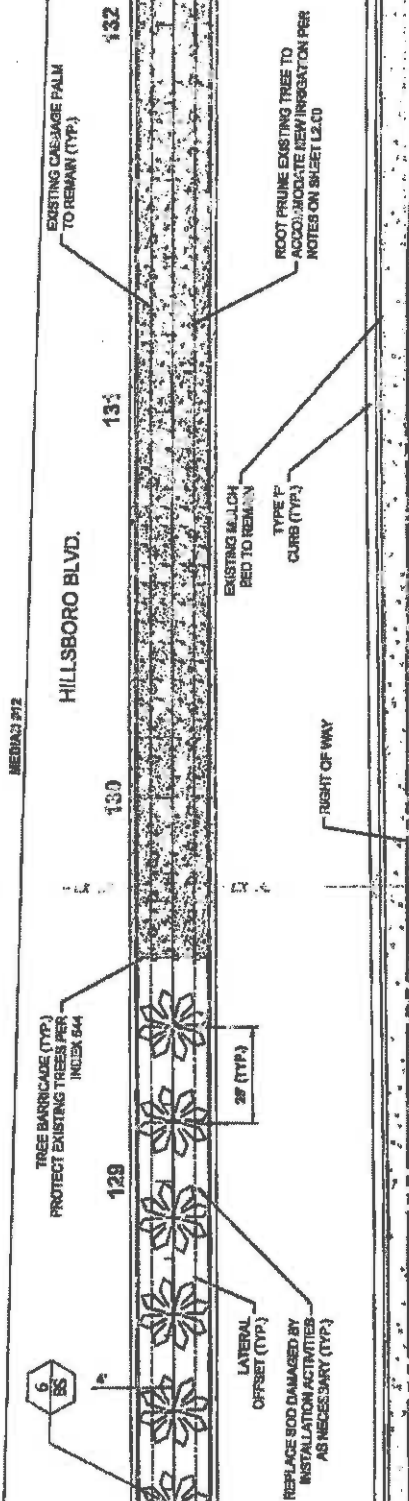 MEDIAN #12
HILLSBORO BLVD.
129
130
131
132
6
BS
TREE BARRICADE (TYP.)
PROTECT EXISTING TREES PER
INDEX 544
EXISTING CABBAGE PALM
TO REMAIN (TYP.)
LATERAL
OFFSET (TYP.)
(TYP.)
REPLACE SOD DAMAGED BY
INSTALLATION ACTIVITIES
AS NECESSARY (TYP.)
RIGHT OF WAY
EXISTING MULCH
BED TO REMAIN
TYPE 'F'
CURB (TYP.)
ROOT PRUNE EXISTING TREE TO
ACCOMMODATE NEW IRRIGATION PER
NOTES ON SHEET L2.00